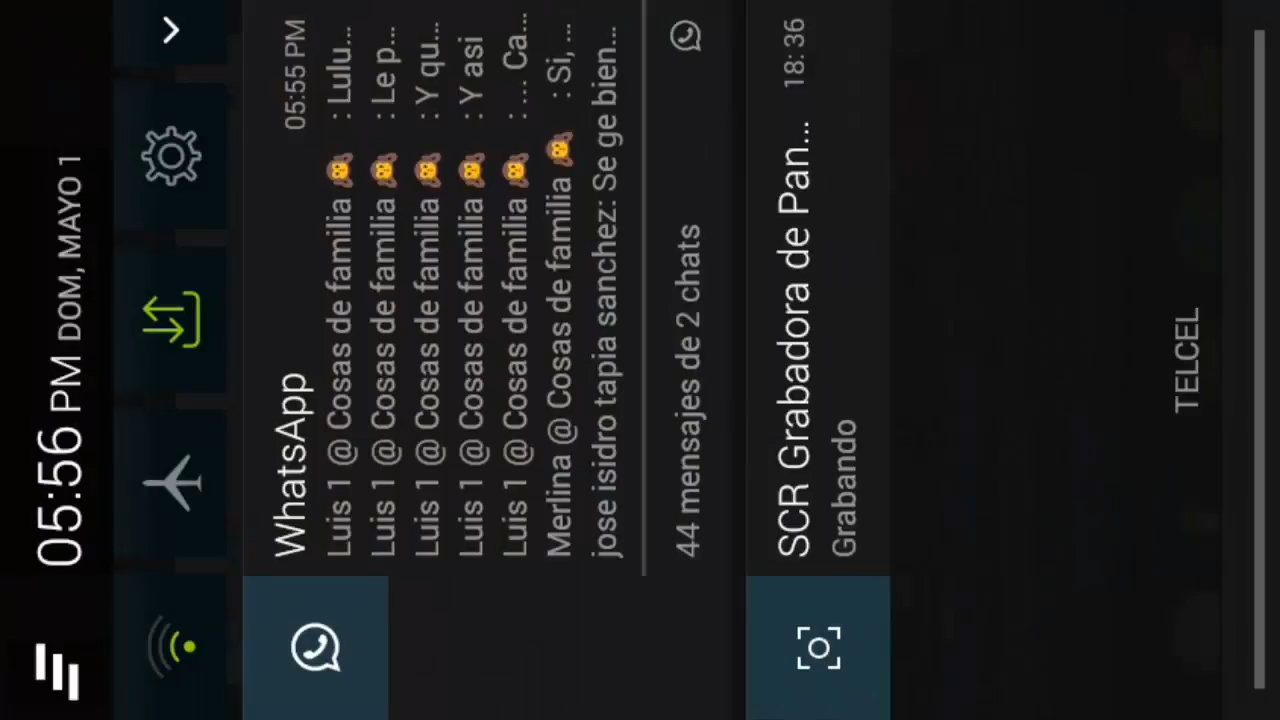 05:56 PM DOM, MAYO 1
WhatsApp 05:55 PM
Luis 1 @ Cosas de familia 🙉: Lulu...
Luis 1 @ Cosas de familia 🙉: Le p...
Luis 1 @ Cosas de familia 🙉: Y qu...
Luis 1 @ Cosas de familia 🙉: Y asi
Luis 1 @ Cosas de familia 🙉: ... Ca...
Merlina @ Cosas de familia 🙉: Si, ...
jose isidro tapia sanchez: Se ge bien...
44 mensajes de 2 chats
SCR Grabadora de Pan... 18:36
Grabando
TELCEL